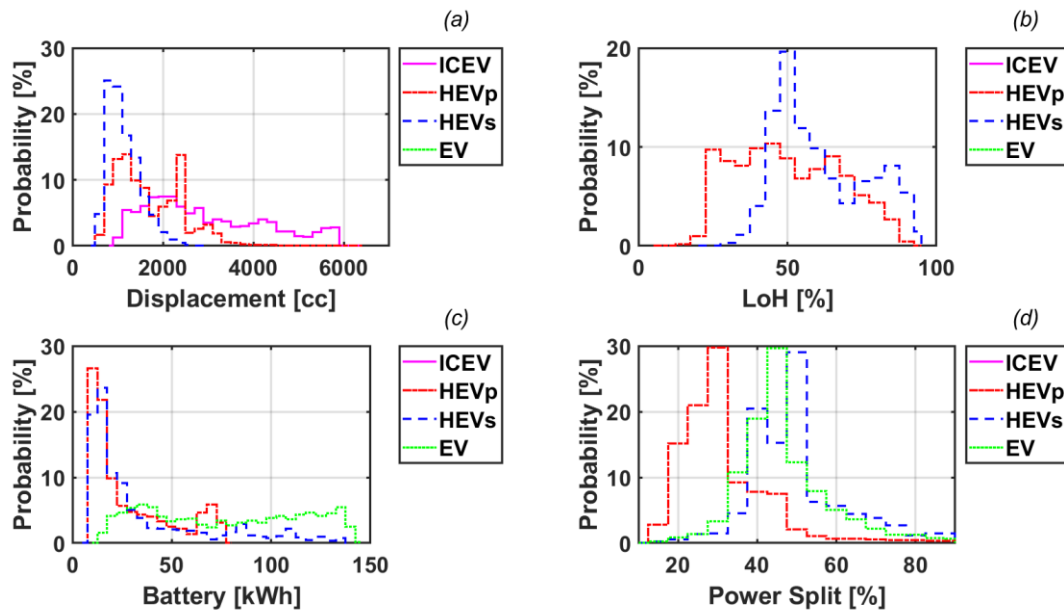 (a)
30
20
10
0
Probability [%]
0 2000 4000 6000
Displacement [cc]
ICEV
HEVp
HEVs
EV
(b)
20
10
0
Probability [%]
0 50 100
LoH [%]
ICEV
HEVp
HEVs
EV
(c)
30
20
10
0
Probability [%]
0 50 100 150
Battery [kWh]
ICEV
HEVp
HEVs
EV
(d)
30
20
10
0
Probability [%]
20 40 60 80
Power Split [%]
ICEV
HEVp
HEVs
EV